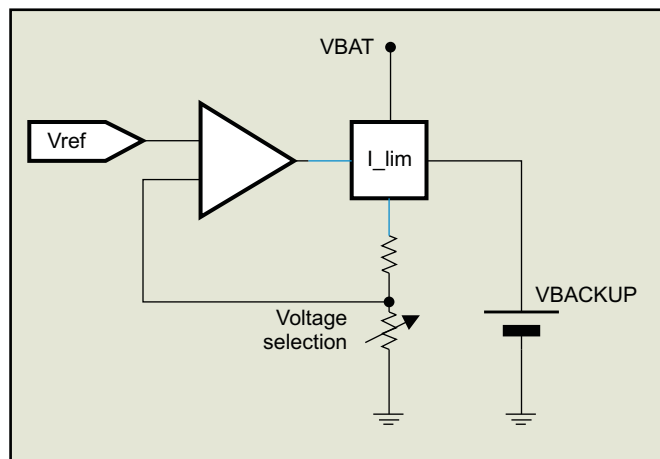 VBAT
Vref
I_lim
VBACKUP
Voltage
selection